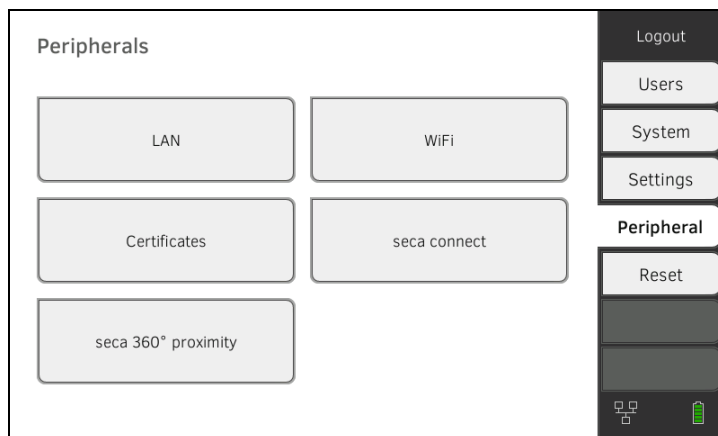 Peripherals
LAN
WiFi
Certificates
seca connect
seca 360° proximity
Logout
Users
System
Settings
Peripheral
Reset